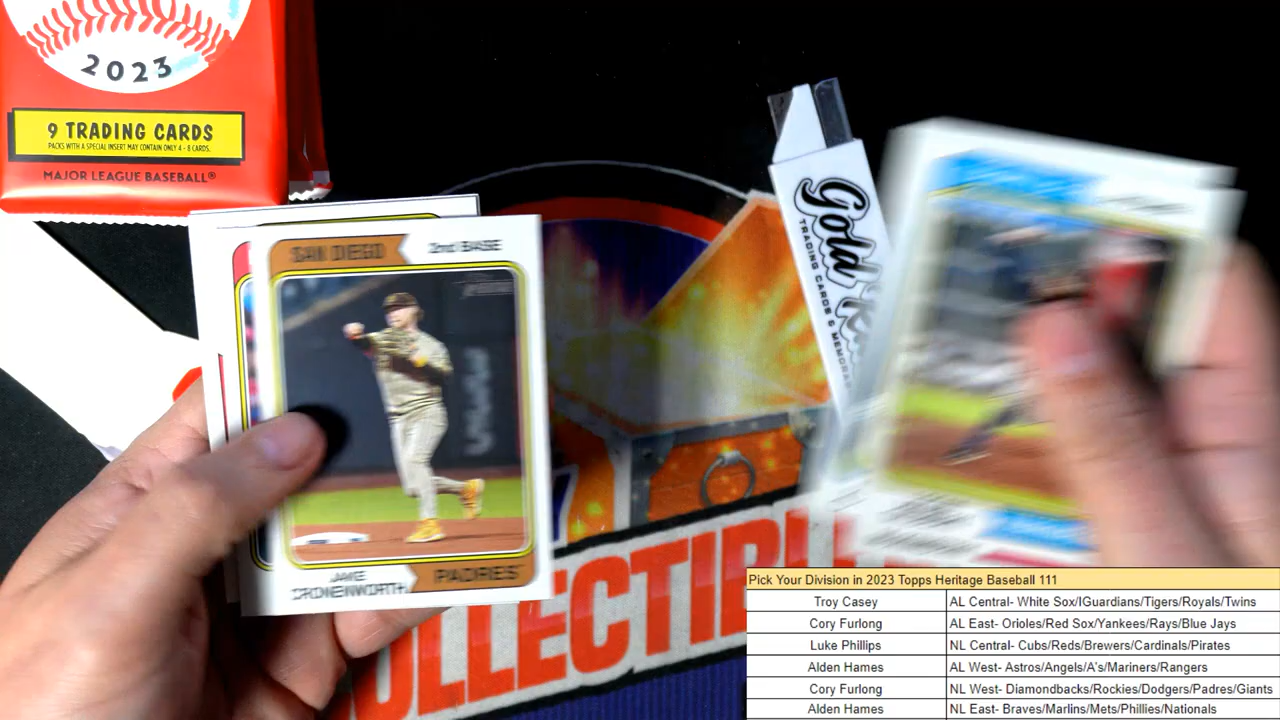 2023
9 TRADING CARDS
PACKS WITH A SPECIAL INSERT MAY CONTAIN ONLY 4 - 8 CARDS.
MAJOR LEAGUE BASEBALL®
SAN DIEGO
2nd BASE
JAKE
CRONENWORTH
PADRES
Gold
TRADING CARDS & MEMORAB
OLLECTIBL
Pick Your Division in 2023 Topps Heritage Baseball 111
Troy Casey AL Central- White Sox/IGuardians/Tigers/Royals/Twins
Cory Furlong AL East- Orioles/Red Sox/Yankees/Rays/Blue Jays
Luke Phillips NL Central- Cubs/Reds/Brewers/Cardinals/Pirates
Alden Hames AL West- Astros/Angels/A's/Mariners/Rangers
Cory Furlong NL West- Diamondbacks/Rockies/Dodgers/Padres/Giants
Alden Hames NL East- Braves/Marlins/Mets/Phillies/Nationals